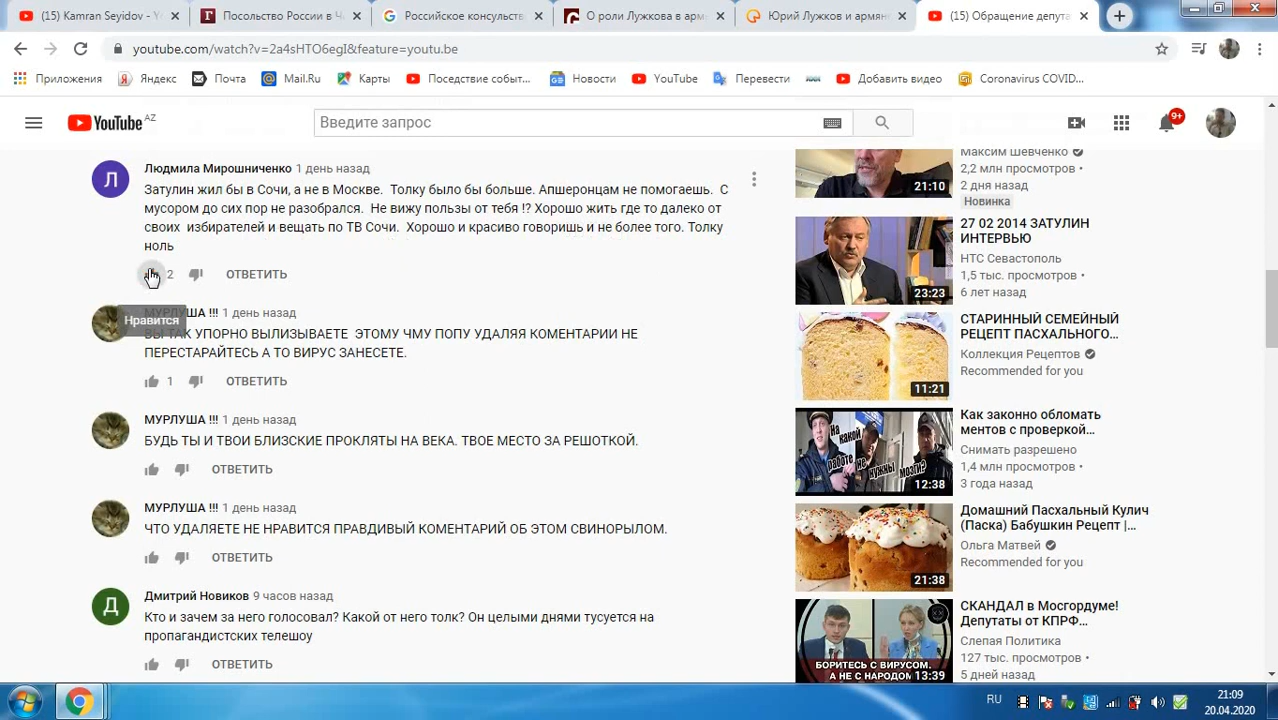 (15) Kamran Seyidov - Y
Посольство России в Ч
Российское консульст
О роли Лужкова в арм
Юрий Лужков и армян
(15) Обращение депута
youtube.com/watch?v=2a4sHTO6egI&feature=youtu.be
Приложения
Яндекс
Почта
Mail.Ru
Карты
Поседствие событ...
Новости
YouTube
Перевести
Добавить видео
Coronavirus COVID...
YouTube AZ
Введите запрос
9+
Людмила Мирошниченко 1 день назад
Затулин жил бы в Сочи, а не в Москве. Толку было бы больше. Апшеронцам не помогаешь. С
мусором до сих пор не разобрался. Не вижу пользы от тебя !? Хорошо жить где то далеко от
своих избирателей и вещать по ТВ Сочи. Хорошо и красиво говоришь и не более того. Толку
ноль
2 ОТВЕТИТЬ
Нравится
МУРЛУША !!! 1 день назад
ВЫ ТАК УПОРНО ВЫЛИЗЫВАЕТЕ ЭТОМУ ЧМУ ПОПУ УДАЛЯЯ КОМЕНТАРИИ НЕ
ПЕРЕСТАРАЙТЕСЬ А ТО ВИРУС ЗАНЕСЕТЕ.
1 ОТВЕТИТЬ
МУРЛУША !!! 1 день назад
БУДЬ ТЫ И ТВОИ БЛИЗСКИЕ ПРОКЛЯТЫ НА ВЕКА. ТВОЕ МЕСТО ЗА РЕШОТКОЙ.
ОТВЕТИТЬ
МУРЛУША !!! 1 день назад
ЧТО УДАЛЯЕТЕ НЕ НРАВИТСЯ ПРАВДИВЫЙ КОМЕНТАРИЙ ОБ ЭТОМ СВИНОРЫЛОМ.
ОТВЕТИТЬ
Д
Дмитрий Новиков 9 часов назад
Кто и зачем за него голосовал? Какой от него толк? Он целыми днями тусуется на
пропагандистских телешоу
ОТВЕТИТЬ
Л
21:10
Максим Шевченко
2,2 млн просмотров •
2 дня назад
Новинка
23:23
27 02 2014 ЗАТУЛИН
ИНТЕРВЬЮ
НТС Севастополь
1,5 тыс. просмотров •
6 лет назад
11:21
СТАРИННЫЙ СЕМЕЙНЫЙ
РЕЦЕПТ ПАСХАЛЬНОГО...
Коллекция Рецептов
Recommended for you
На какой
работе не
нужны мозги?
12:38
Как законно обломать
ментов с проверкой...
Снимать разрешено
1,4 млн просмотров •
3 года назад
21:38
Домашний Пасхальный Кулич
(Паска) Бабушкин Рецепт |...
Ольга Матвей
Recommended for you
БОРИТЕСЬ С ВИРУСОМ,
А НЕ С НАРОДОМ
13:39
СКАНДАЛ в Мосгордуме!
Депутаты от КПРФ...
Слепая Политика
127 тыс. просмотров •
5 дней назад
RU
21:09
20.04.2020